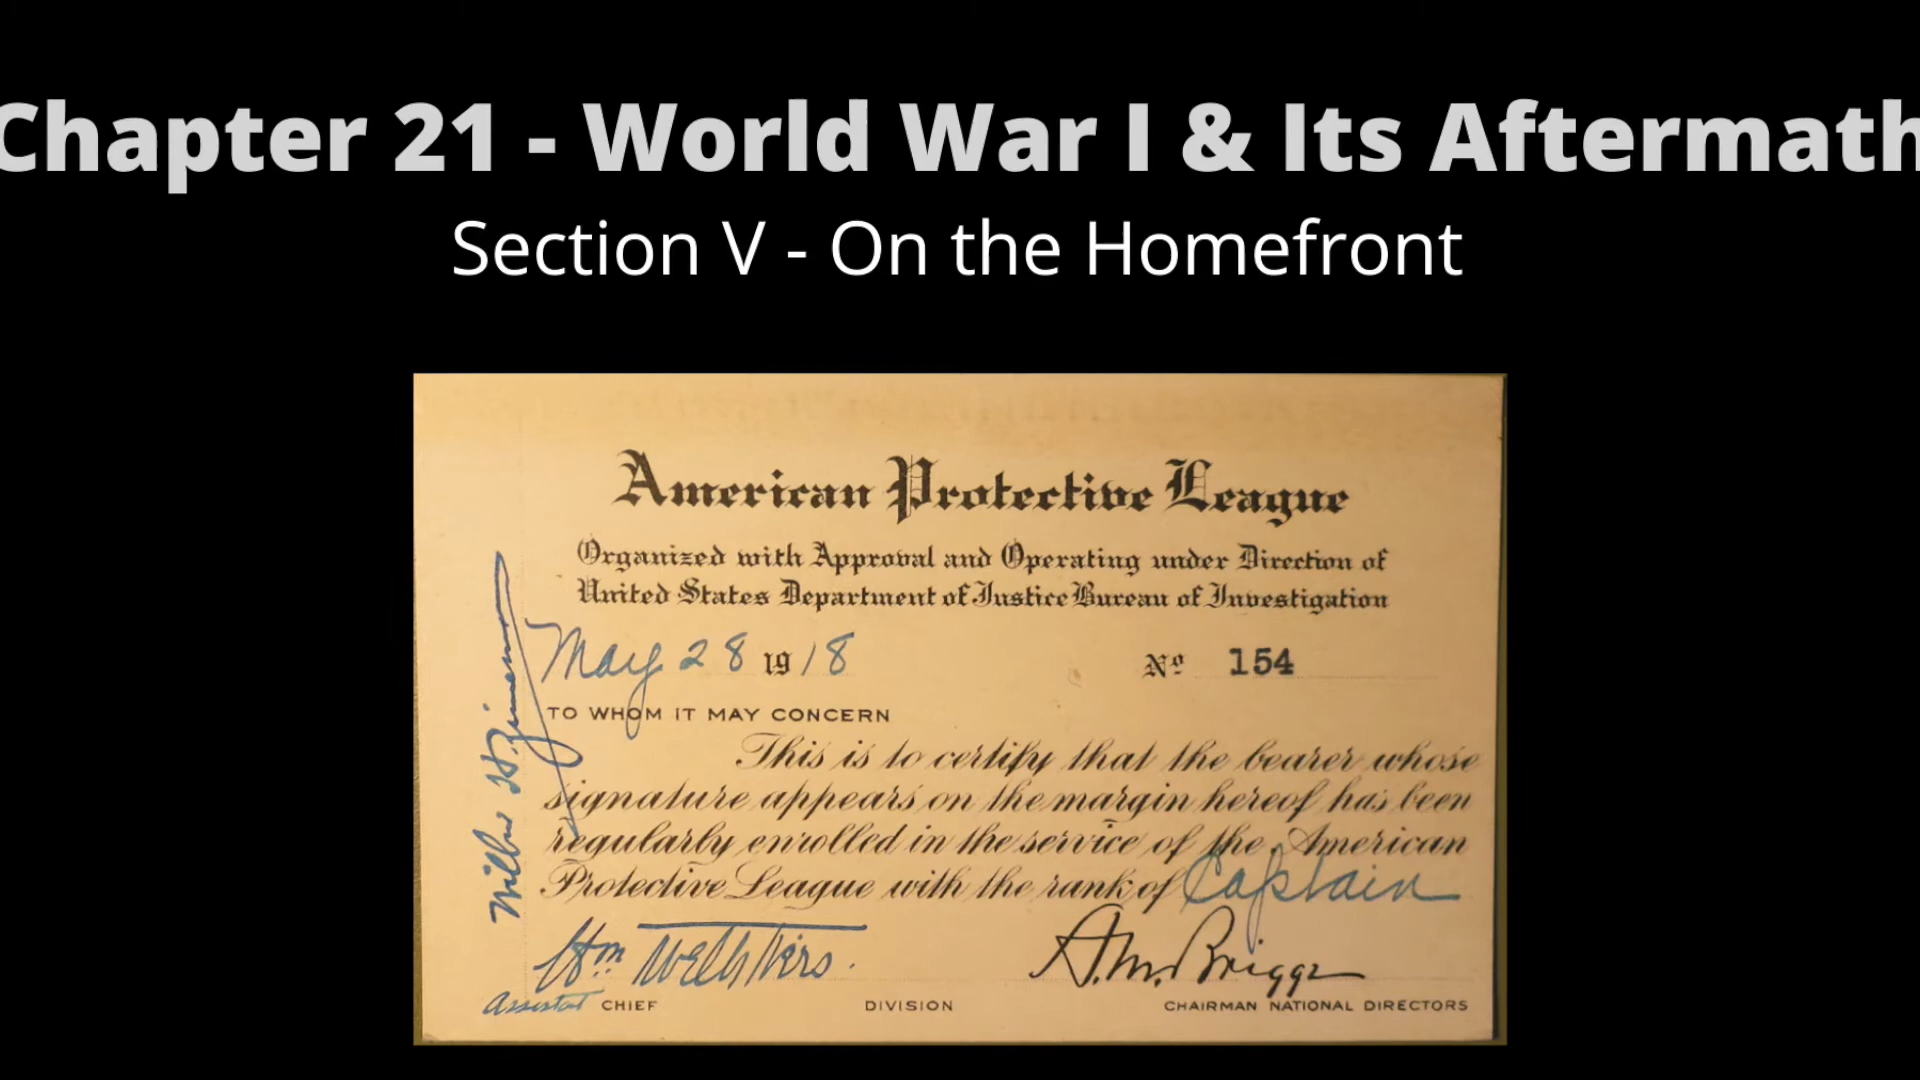 Chapter 21 - World War I & Its Aftermath
Section V - On the Homefront
American Protective League
Organized with Approval and Operating under Direction of
United States Department of Justice Bureau of Investigation
May 28 1918 No 154
TO WHOM IT MAY CONCERN
This is to certify that the bearer whose
signature appears on the margin hereof has been
regularly enrolled in the service of the American
Protective League with the rank of Captain
A.M. Briggs
Assistant CHIEF DIVISION CHAIRMAN NATIONAL DIRECTORS